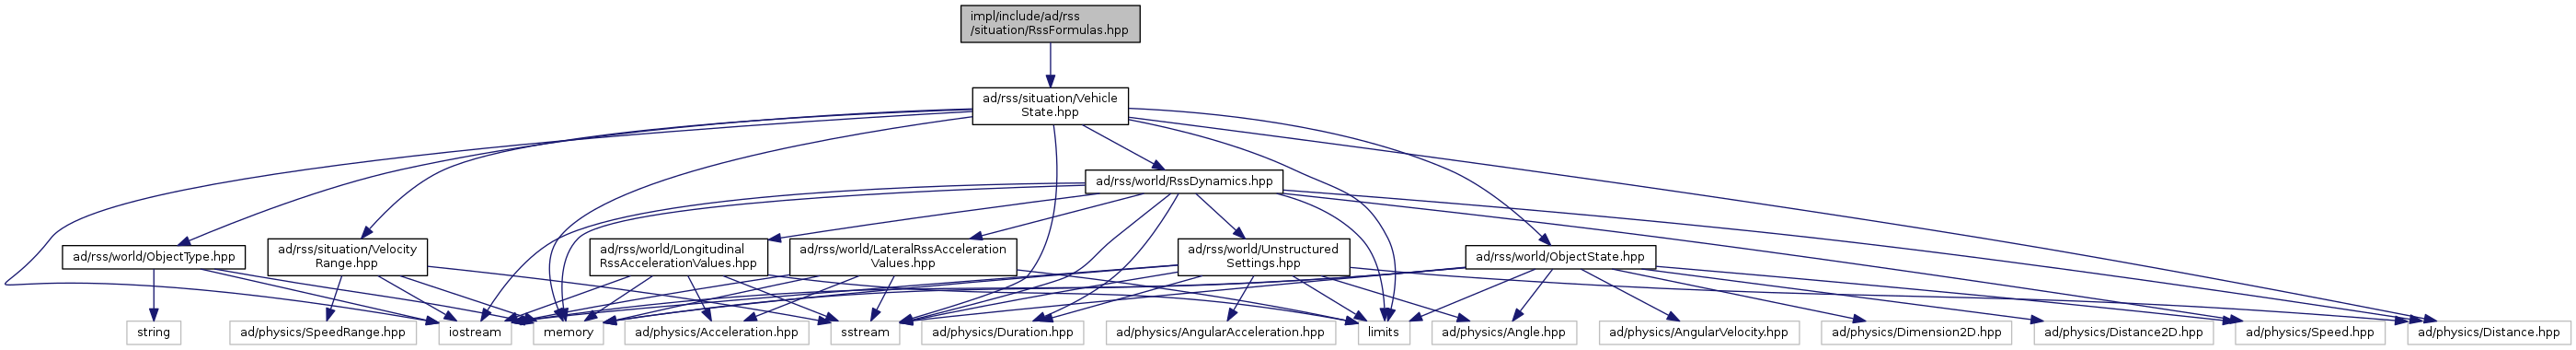 impl/include/ad/rss
/situation/RssFormulas.hpp
ad/rss/situation/Vehicle
State.hpp
ad/rss/world/RssDynamics.hpp
ad/rss/world/ObjectType.hpp
ad/rss/situation/Velocity
Range.hpp
ad/rss/world/Longitudinal
RssAccelerationValues.hpp
ad/rss/world/LateralRssAcceleration
Values.hpp
ad/rss/world/Unstructured
Settings.hpp
ad/rss/world/ObjectState.hpp
string
ad/physics/SpeedRange.hpp
iostream
memory
ad/physics/Acceleration.hpp
sstream
ad/physics/Duration.hpp
ad/physics/AngularAcceleration.hpp
limits
ad/physics/Angle.hpp
ad/physics/AngularVelocity.hpp
ad/physics/Dimension2D.hpp
ad/physics/Distance2D.hpp
ad/physics/Speed.hpp
ad/physics/Distance.hpp